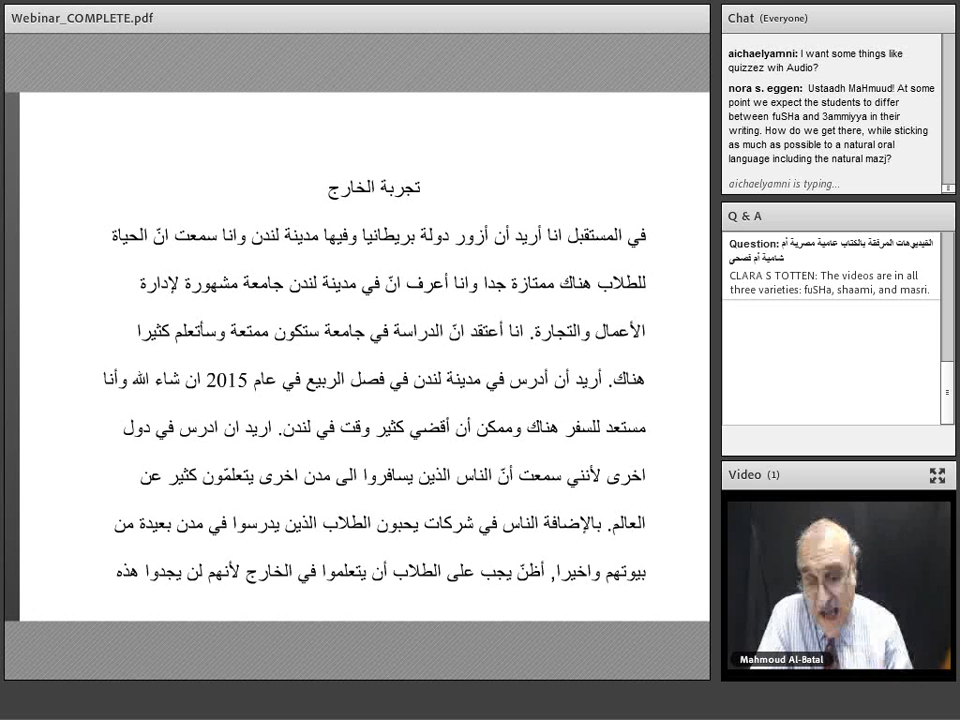 Webinar_COMPLETE.pdf
تجربة الخارج
في المستقبل انا أريد أن أزور دولة بريطانيا وفيها مدينة لندن وانا سمعت انّ الحياة
للطلاب هناك ممتازة جدا وانا أعرف انّ في مدينة لندن جامعة مشهورة لإدارة
الأعمال والتجارة. انا أعتقد انّ الدراسة في جامعة ستكون ممتعة وسأتعلم كثيرا
هناك. أريد أن أدرس في مدينة لندن في فصل الربيع في عام 2015 ان شاء الله وأنا
مستعد للسفر هناك وممكن أن أقضي كثير وقت في لندن. اريد ان ادرس في دول
اخرى لأنني سمعت أنّ الناس الذين يسافروا الى مدن اخرى يتعلمّون كثير عن
العالم. بالإضافة الناس في شركات يحبون الطلاب الذين يدرسوا في مدن بعيدة من
بيوتهم واخيرا, أظنّ يجب على الطلاب أن يتعلموا في الخارج لأنهم لن يجدوا هذه
Chat (Everyone)
aichaelyamni: I want some things like
quizzez wih Audio?
nora s. eggen: Ustaadh MaHmuud! At some
point we expect the students to differ
between fuSHa and 3ammiyya in their
writing. How do we get there, while sticking
as much as possible to a natural oral
language including the natural mazj?
aichaelyamni is typing...
Q & A
Question: الفيديوهات المرفقة بالكتاب عامية مصرية أم
شامية أم فصحى
CLARA S TOTTEN: The videos are in all
three varieties: fuSHa, shaami, and masri.
Video (1)
Mahmoud Al-Batal